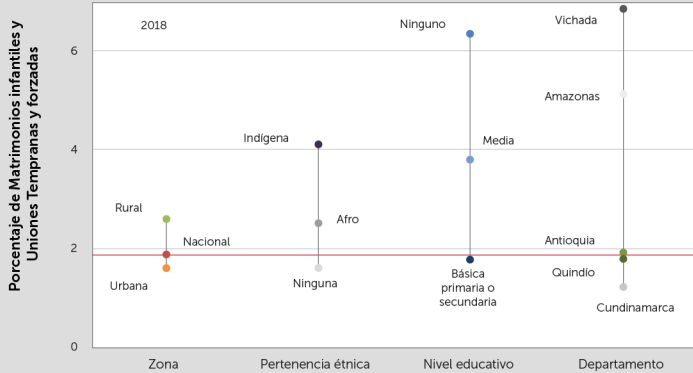 Porcentaje de Matrimonios infantiles y
Uniones Tempranas y forzadas
2018
6
4
2
0
Rural
Nacional
Urbana
Indígena
Afro
Ninguna
Ninguno
Media
Básica
primaria o
secundaria
Vichada
Amazonas
Antioquia
Quindío
Cundinamarca
Zona
Pertenencia étnica
Nivel educativo
Departamento